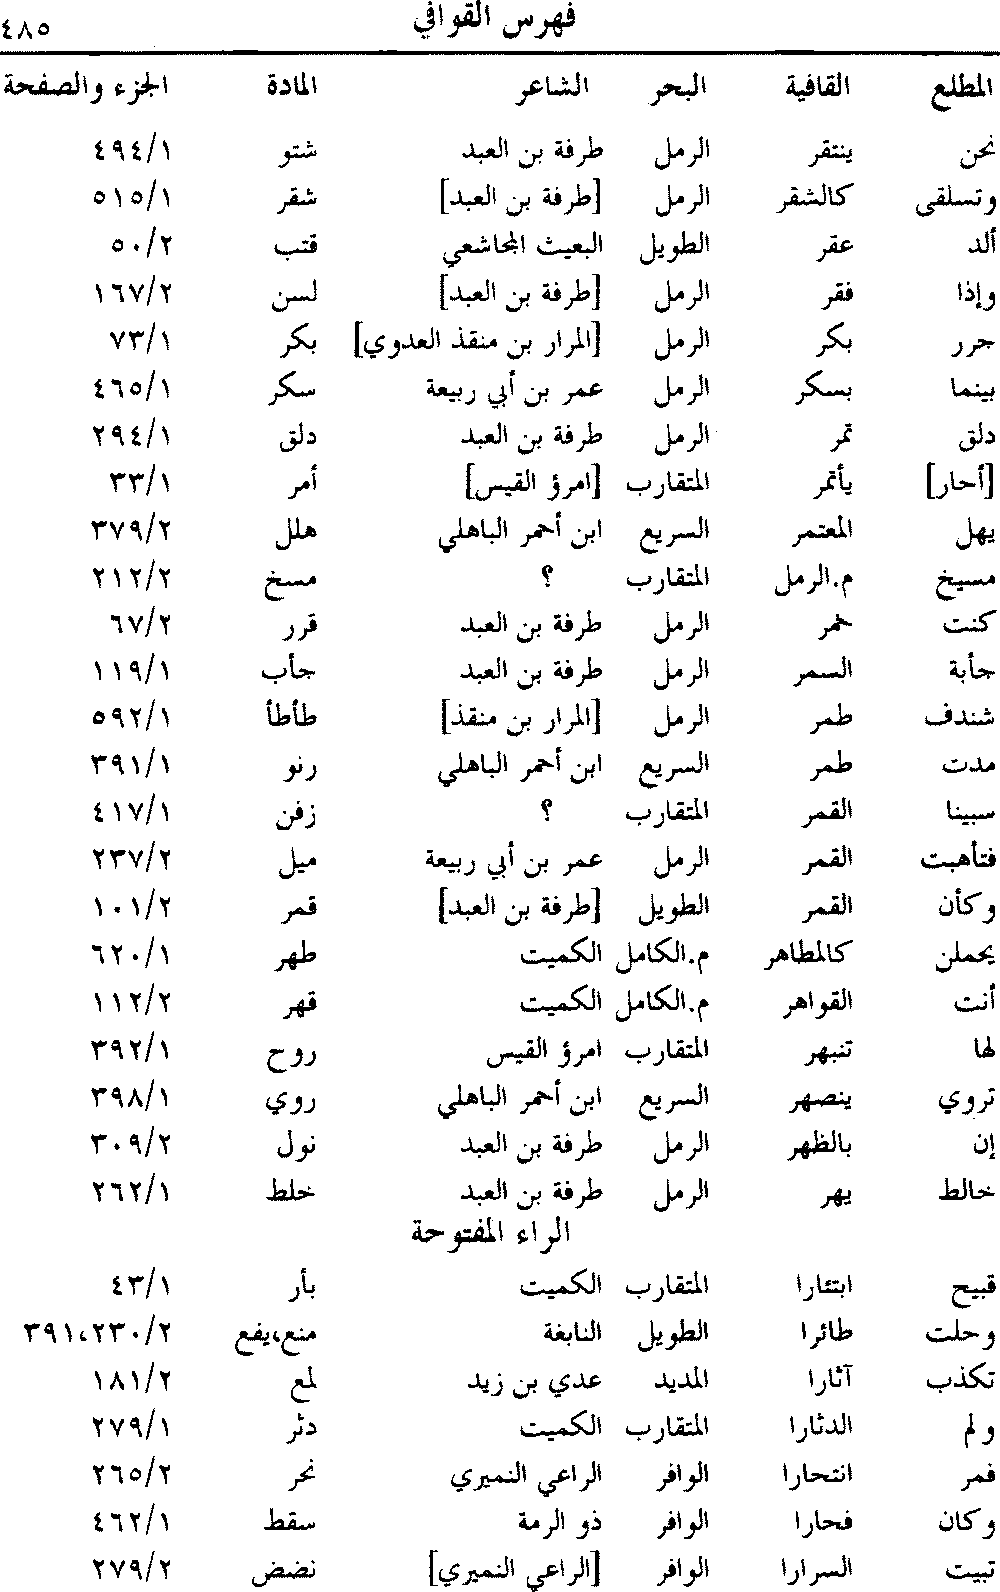 فهرس القوافي ٤٨٥
المطلع القافية البحر الشاعر المادة الجزء والصفحة
نحن ينتقر الرمل طرفة بن العبد شتو ٤٩٤/١
وتسلقى كالشقر الرمل [طرفة بن العبد] شقر ٥١٥/١
ألد عقر الطويل البعيث المجاشعي قتب ٥٠/٢
وإذا فقر الرمل [طرفة بن العبد] لسن ١٦٧/٢
جرر بكر الرمل [المرار بن منقذ العدوي] بكر ٧٣/١
بينما بسكر الرمل عمر بن أبي ربيعة سكر ٤٦٥/١
دلق تمر الرمل طرفة بن العبد دلق ٢٩٤/١
[أحار] يأتمر المتقارب [امرؤ القيس] أمر ٣٣/١
يهل المعتمر السريع ابن أحمر الباهلي هلل ٣٧٩/٢
مسيخ م.الرمل المتقارب ؟ مسخ ٢١٢/٢
كنت خمر الرمل طرفة بن العبد قرر ٦٧/٢
جأبة السمر الرمل طرفة بن العبد جأب ١١٩/١
شندف طمر الرمل [المرار بن منقذ] طأطأ ٥٩٢/١
مدت طمر السريع ابن أحمر الباهلي رنو ٣٩١/١
سبينا القمر المتقارب ؟ زفن ٤١٧/١
فتأهبت القمر الرمل عمر بن أبي ربيعة ميل ٢٣٧/٢
وكأن القمر الطويل [طرفة بن العبد] قمر ١٠١/٢
يحملن كالمطاهر م.الكامل الكميت طهر ٦٢٠/١
أنت القواهر م.الكامل الكميت قهر ١١٢/٢
لها تنبهر المتقارب امرؤ القيس روح ٣٩٢/١
تروي ينصهر السريع ابن أحمر الباهلي روي ٣٩٨/١
إن بالظهر الرمل طرفة بن العبد نول ٣٠٩/٢
خالط يهر الرمل طرفة بن العبد خلط ٢٦٢/١
الراء المفتوحة
قبيح ابتئارا المتقارب الكميت بأر ٤٣/١
وحلت طائرا الطويل النابغة منع،يفع ٣٩١،٢٣٠/٢
تكذب آثارا المديد عدي بن زيد لمع ١٨١/٢
ولم الدثارا المتقارب الكميت دثر ٢٧٩/١
فمر انتحارا الوافر الراعي النميري نحر ٢٦٥/٢
وكان فحارا الوافر ذو الرمة سقط ٤٦٢/١
تبيت السرارا الوافر [الراعي النميري] نضض ٢٧٩/٢